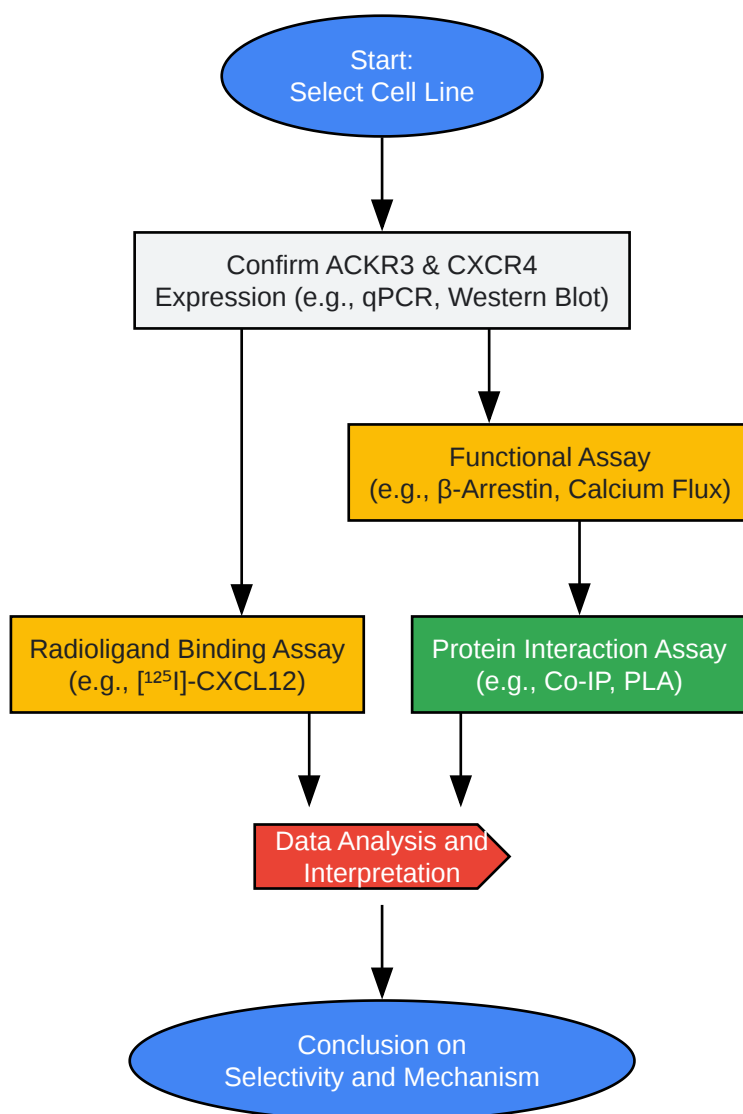 Start:
Select Cell Line
Confirm ACKR3 & CXCR4
Expression (e.g., qPCR, Western Blot)
Functional Assay
(e.g., β-Arrestin, Calcium Flux)
Radioligand Binding Assay
(e.g., [¹²⁵I]-CXCL12)
Protein Interaction Assay
(e.g., Co-IP, PLA)
Data Analysis and
Interpretation
Conclusion on
Selectivity and Mechanism